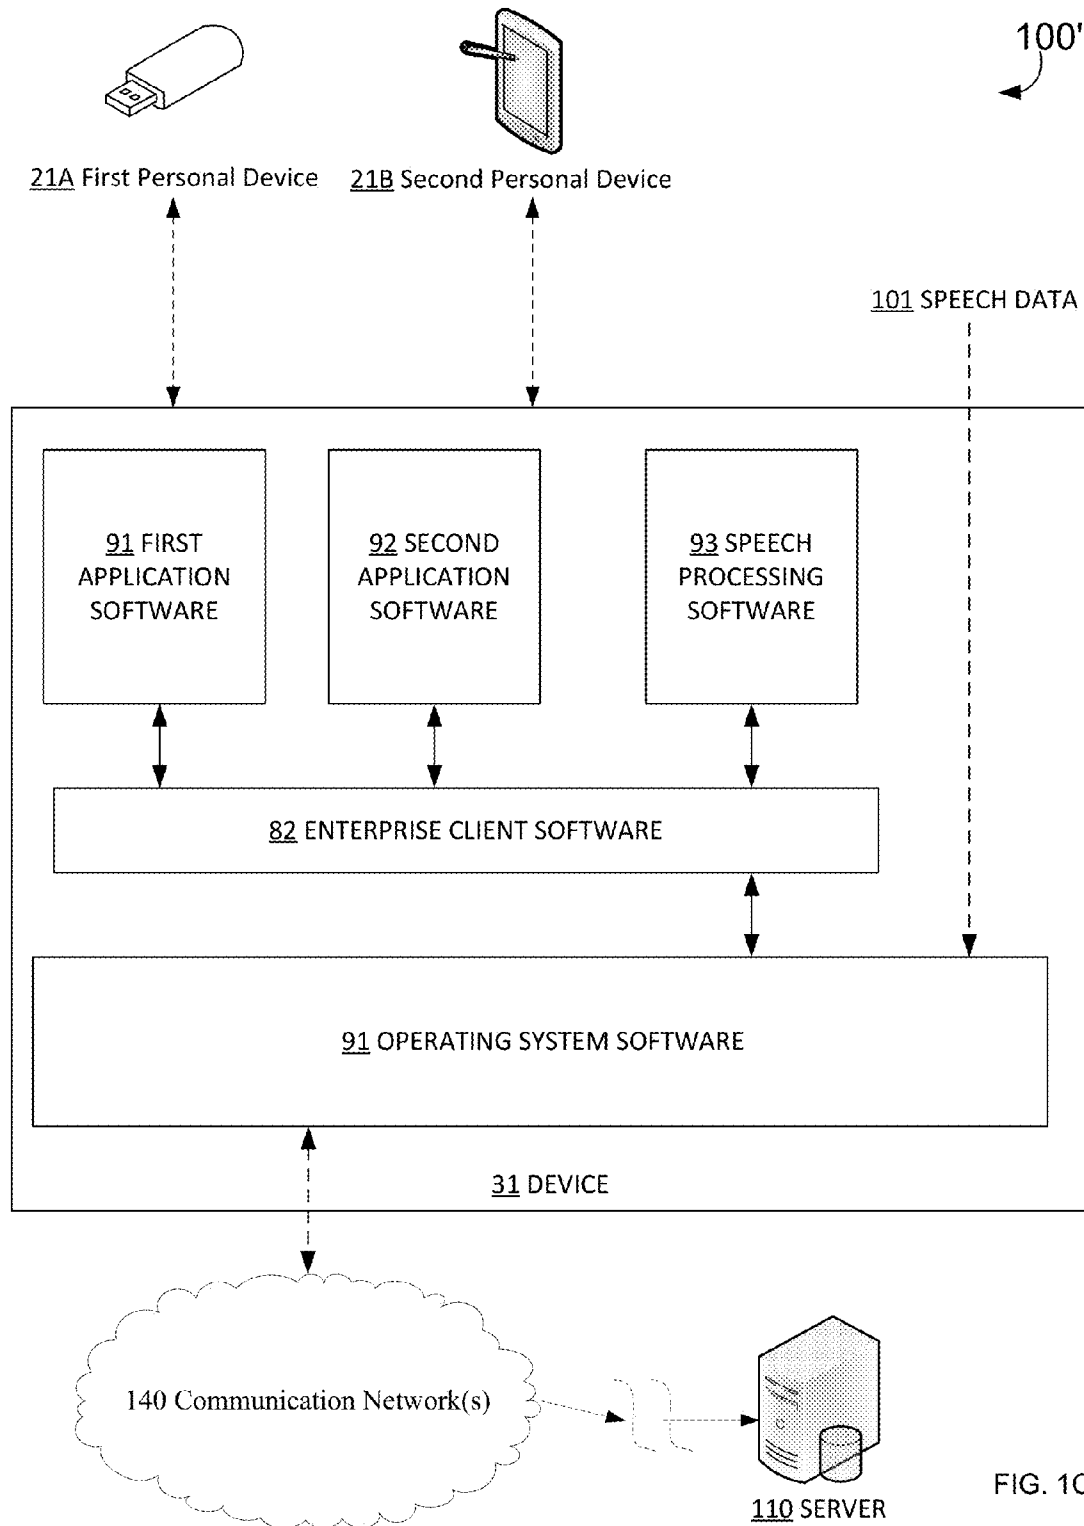 100'
21A First Personal Device
21B Second Personal Device
101 SPEECH DATA
91 FIRST
APPLICATION
SOFTWARE
92 SECOND
APPLICATION
SOFTWARE
93 SPEECH
PROCESSING
SOFTWARE
82 ENTERPRISE CLIENT SOFTWARE
91 OPERATING SYSTEM SOFTWARE
31 DEVICE
140 Communication Network(s)
110 SERVER
FIG. 1C